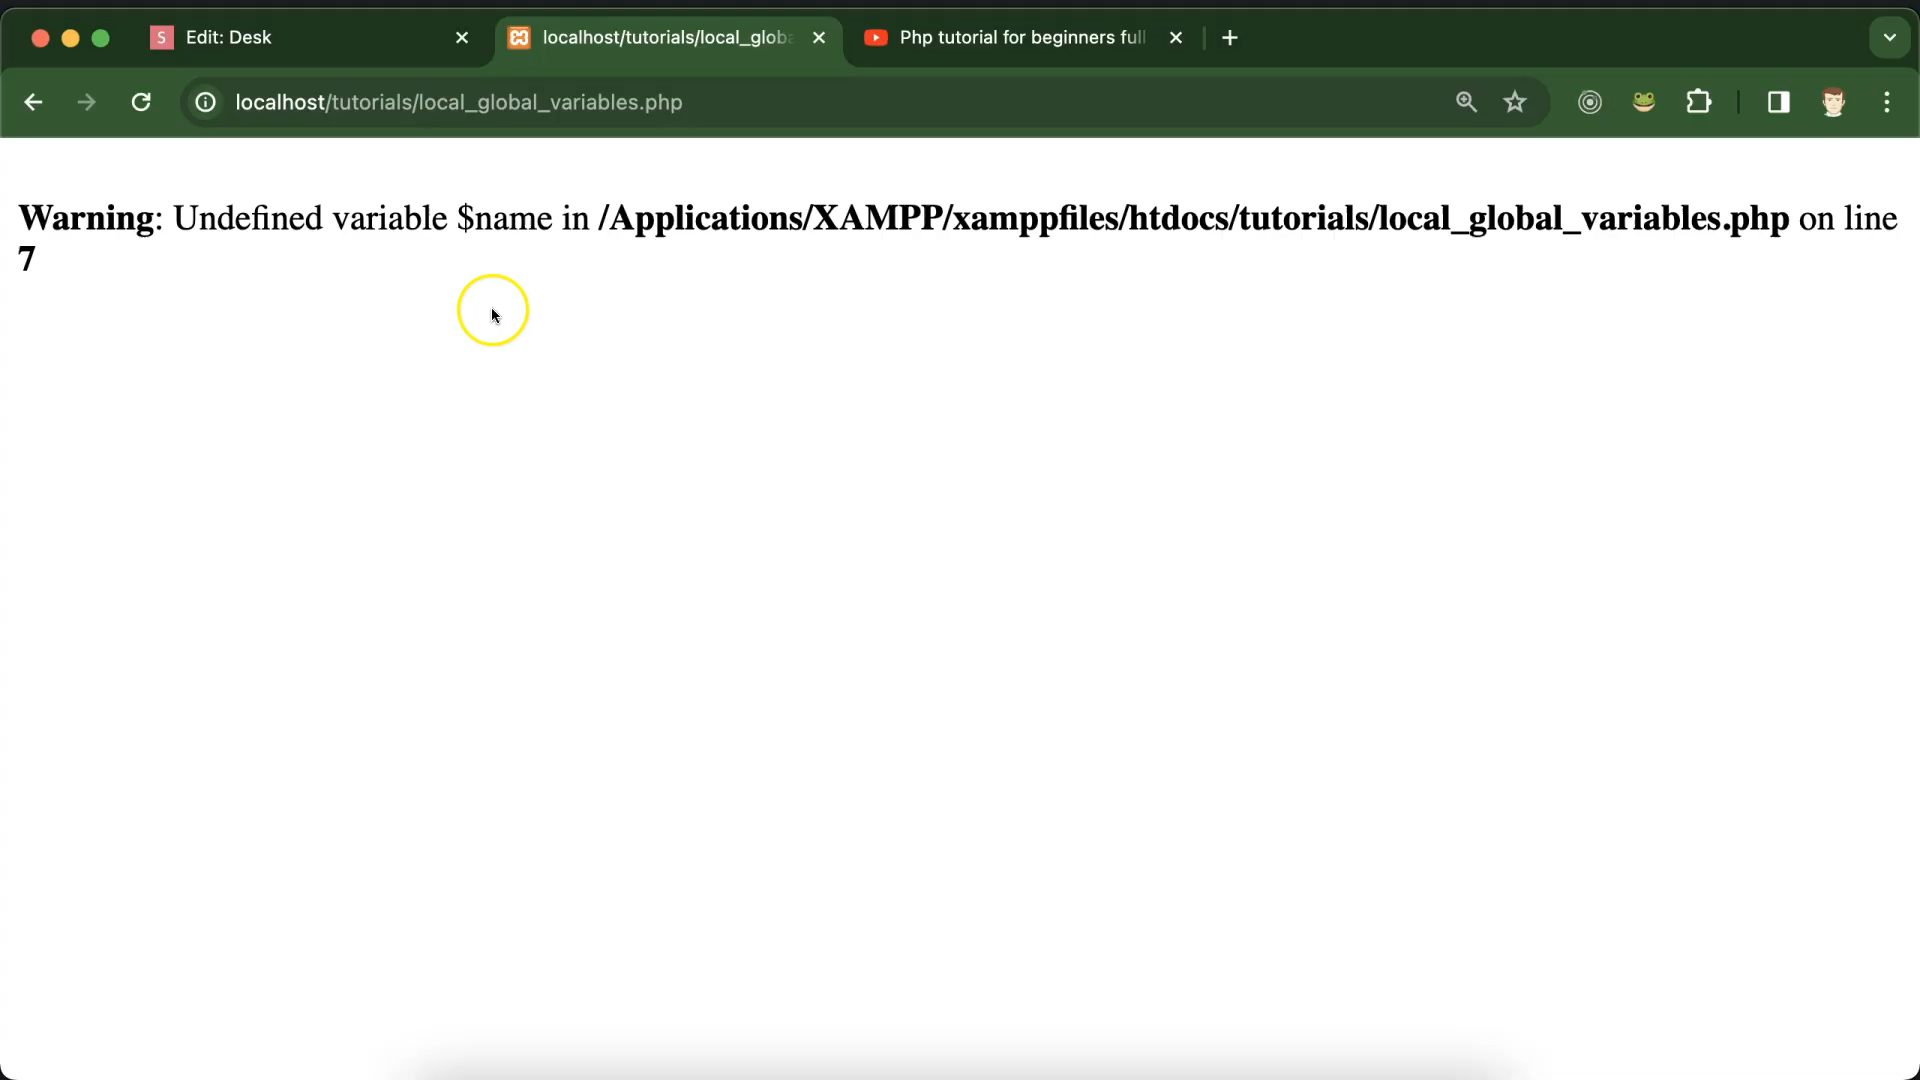 S Edit: Desk
localhost/tutorials/local_glob
Php tutorial for beginners full
localhost/tutorials/local_global_variables.php
Warning: Undefined variable $name in /Applications/XAMPP/xamppfiles/htdocs/tutorials/local_global_variables.php on line
7